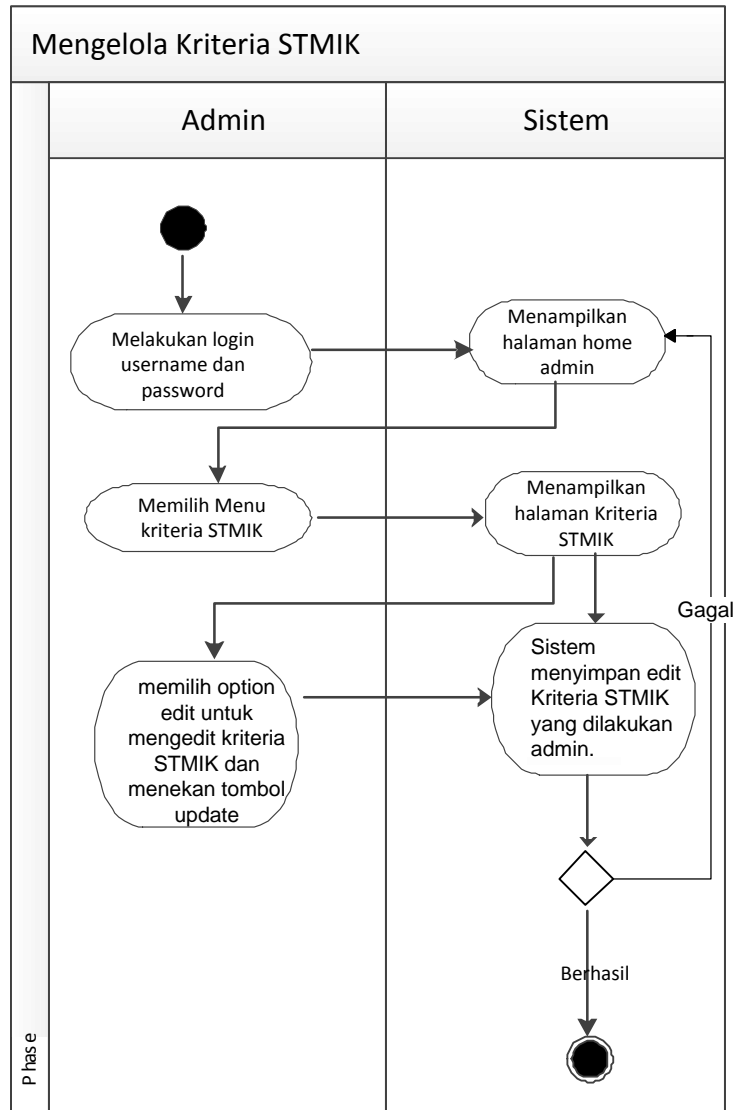 Mengelola Kriteria STMIK
Admin
Sistem
Melakukan login
username dan
password
Menampilkan
halaman home
admin
Memilih Menu
kriteria STMIK
Menampilkan
halaman Kriteria
STMIK
Gagal
memilih option
edit untuk
mengedit kriteria
STMIK dan
menekan tombol
update
Sistem
menyimpan edit
Kriteria STMIK
yang dilakukan
admin.
Berhasil
Phase